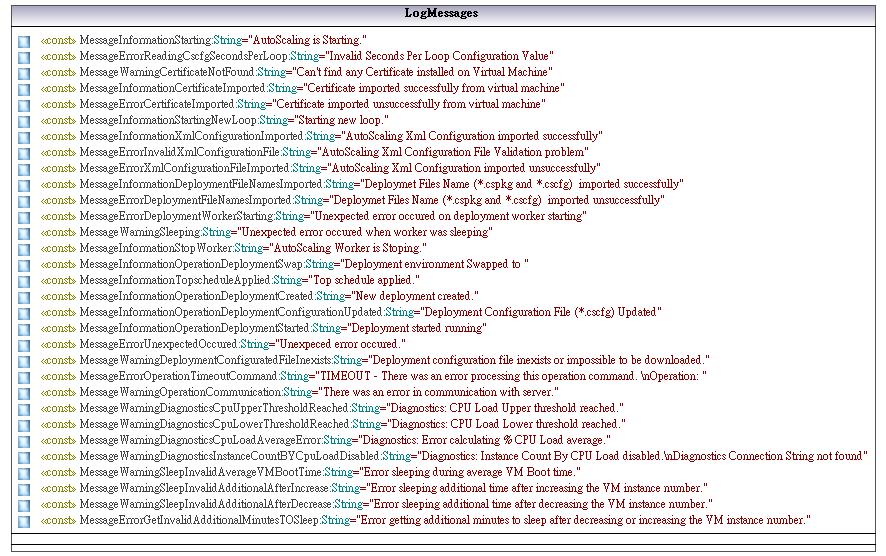 LogMessages
«const» MessageInformationStarting:String="AutoScaling is Starting."
«const» MessageErrorReadingCscfgSecondsPerLoop:String="Invalid Seconds Per Loop Configuration Value"
«const» MessageWarningCertificateNotFound:String="Can't find any Certificate installed on Virtual Machine"
«const» MessageInformationCertificateImported:String="Certificate imported successfully from virtual machine"
«const» MessageErrorCertificateImported:String="Certificate imported unsuccessfully from virtual machine"
«const» MessageInformationStartingNewLoop:String="Starting new loop."
«const» MessageInformationXmlConfigurationImported:String="AutoScaling Xml Configuration imported successfully"
«const» MessageErrorInvalidXmlConfigurationFile:String="AutoScaling Xml Configuration File Validation problem"
«const» MessageErrorXmlConfigurationFileImported:String="AutoScaling Xml Configuration imported unsuccessfully"
«const» MessageInformationDeploymentFileNamesImported:String="Deploymet Files Name (*.cspkg and *.cscfg)  imported successfully"
«const» MessageErrorDeploymentFileNamesImported:String="Deploymet Files Name (*.cspkg and *.cscfg)  imported unsuccessfully"
«const» MessageErrorDeploymentWorkerStarting:String="Unexpected error occured on deployment worker starting"
«const» MessageWarningSleeping:String="Unexpected error occured when worker was sleeping"
«const» MessageInformationStopWorker:String="AutoScaling Worker is Stoping."
«const» MessageInformationOperationDeploymentSwap:String="Deployment environment Swapped to "
«const» MessageInformationTopscheduleApplied:String="Top schedule applied."
«const» MessageInformationOperationDeploymentCreated:String="New deployment created."
«const» MessageInformationOperationDeploymentConfigurationUpdated:String="Deployment Configuration File (*.cscfg) Updated"
«const» MessageInformationOperationDeploymentStarted:String="Deployment started running"
«const» MessageErrorUnexpectedOccured:String="Unexpeced error occured."
«const» MessageWarningDeploymentConfiguratedFileInexists:String="Deployment configuration file inexists or impossible to be downloaded."
«const» MessageErrorOperationTimeoutCommand:String="TIMEOUT - There was an error processing this operation command. \nOperation: "
«const» MessageWarningOperationCommunication:String="There was an error in communication with server."
«const» MessageWarningDiagnosticsCpuUpperThresholdReached:String="Diagnostics: CPU Load Upper threshold reached."
«const» MessageWarningDiagnosticsCpuLowerThresholdReached:String="Diagnostics: CPU Load Lower threshold reached."
«const» MessageWarningDiagnosticsCpuLoadAverageError:String="Diagnostics: Error calculating % CPU Load average."
«const» MessageWarningDiagnosticsInstanceCountBYCpuLoadDisabled:String="Diagnostics: Instance Count By CPU Load disabled.\nDiagnostics Connection String not found"
«const» MessageWarningSleepInvalidAverageVMBootTime:String="Error sleeping during average VM Boot time."
«const» MessageWarningSleepInvalidAdditionalAfterIncrease:String="Error sleeping additional time after increasing the VM instance number."
«const» MessageWarningSleepInvalidAdditionalAfterDecrease:String="Error sleeping additional time after decreasing the VM instance number."
«const» MessageErrorGetInvalidAdditionalMinutesTOSleep:String="Error getting additional minutes to sleep after decreasing or increasing the VM instance number."